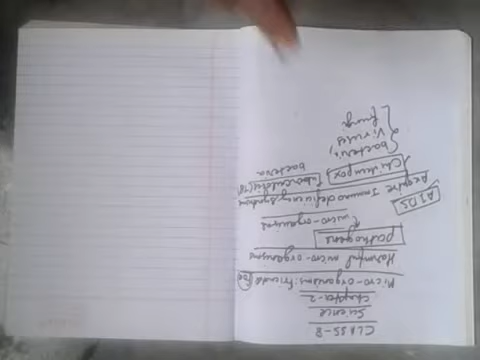 CLASS-8
Science
Chapter-2
Micro-organisms: Friend & Foe
Harmful micro-organisms
pathogens
micro-organisms
AIDS
Acquire Immuno deficiency syndrome
Chickenpox Tuberculosis (TB)
bacteria
bacteria,
viruses
fungi